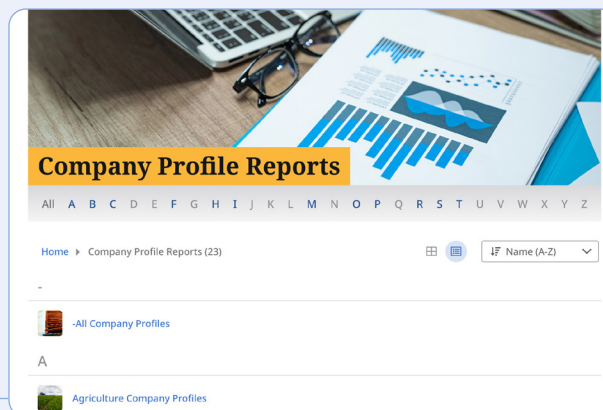 Company Profile Reports
All A B C D E F G H I J K L M N O P Q R S T U V W X Y Z
Home ▸ Company Profile Reports (23)
Name (A-Z)
-
-All Company Profiles
A
Agriculture Company Profiles